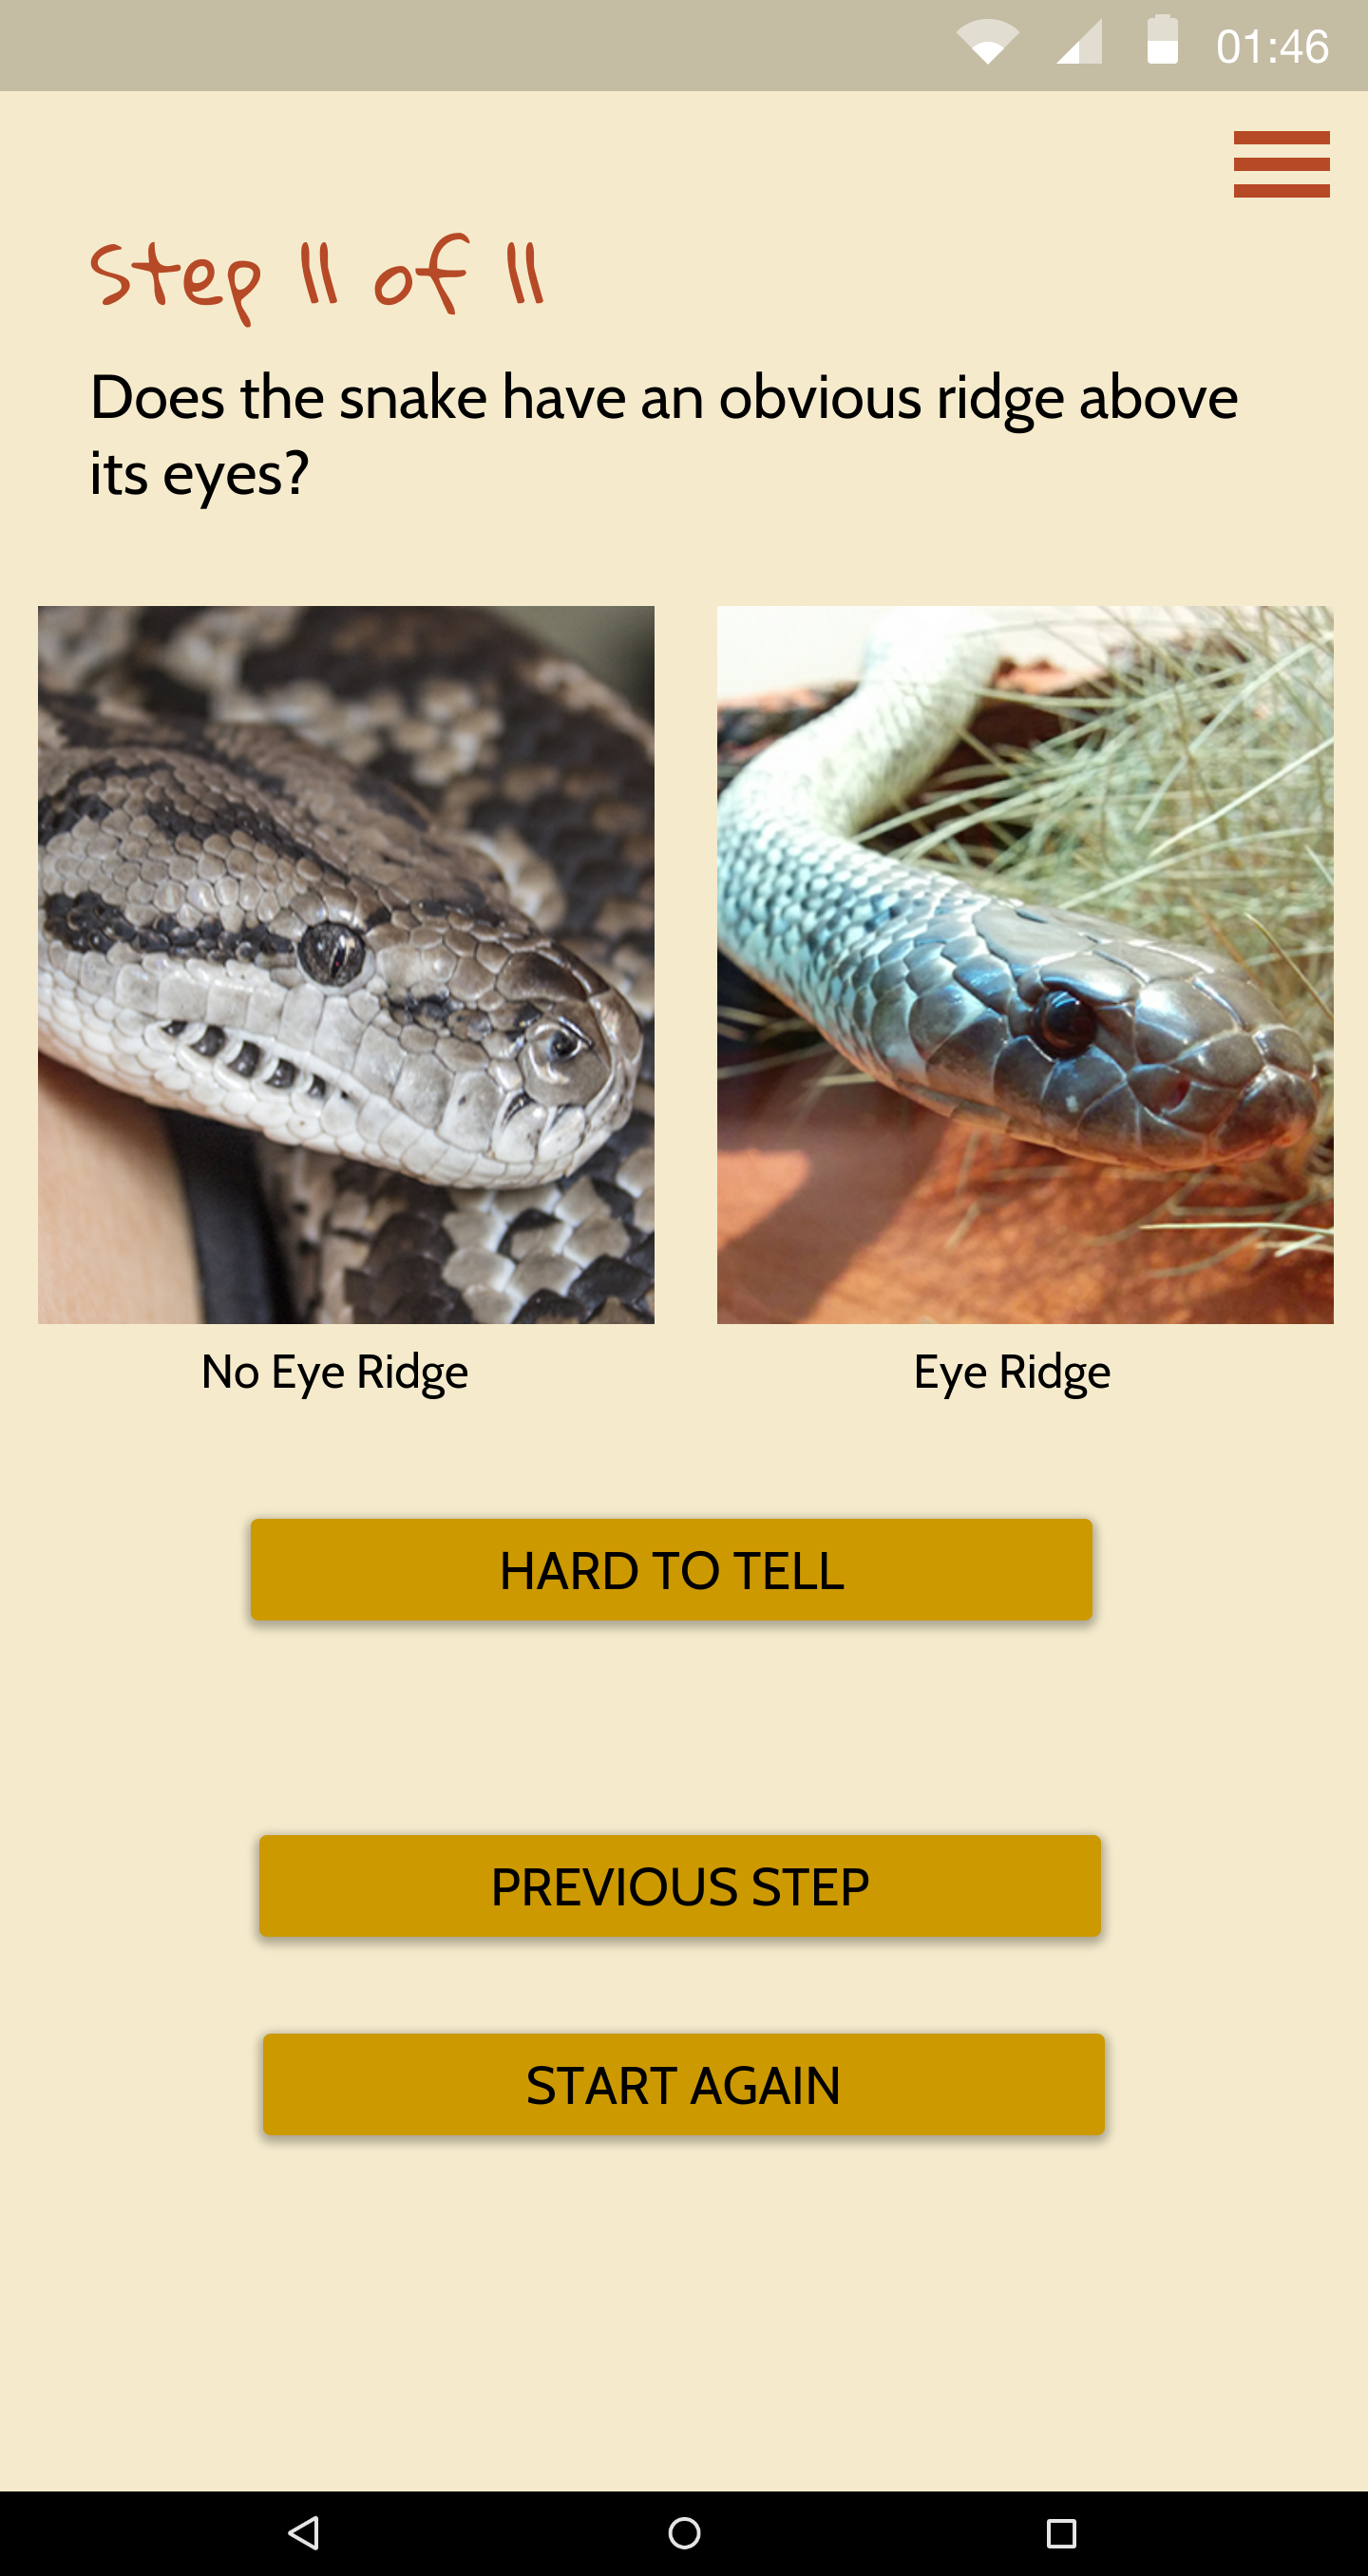 01:46
Step 11 of 11
Does the snake have an obvious ridge above
its eyes?
No Eye Ridge
Eye Ridge
HARD TO TELL
PREVIOUS STEP
START AGAIN